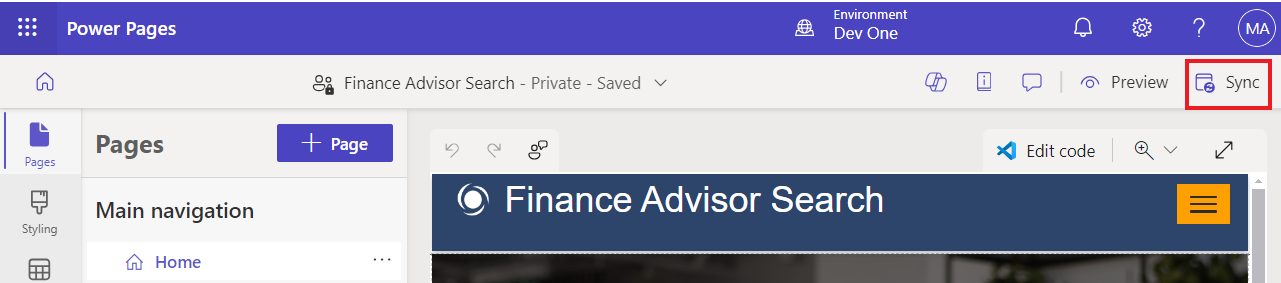 Power Pages
Environment
Dev One
?
MA
Finance Advisor Search - Private - Saved
Preview
Sync
Pages
Styling
Pages
+ Page
Main navigation
Home
...
Edit code
Finance Advisor Search